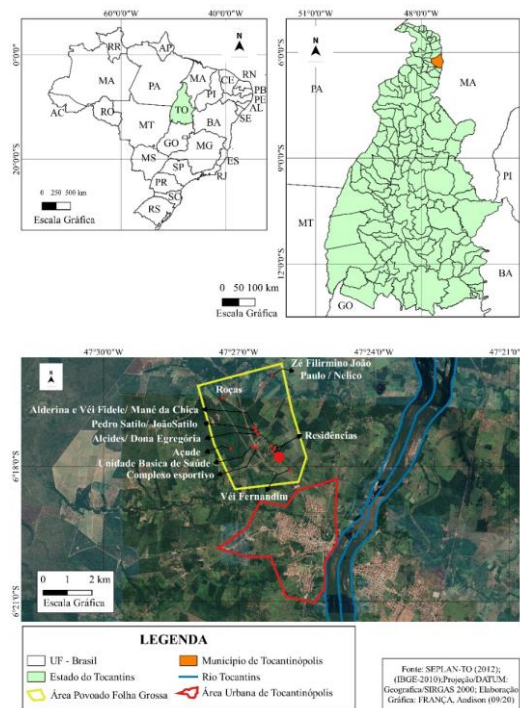 60°0'0"W 40°0'0"W
0°0'0"
20°0'0"S
RR
AP
MA
PA
MA
CE
RN
PI
PB
PE
AL
SE
AC
RO
TO
BA
MT
GO
MG
MS
ES
SP
RJ
PR
SC
RS
0 250 500 km
Escala Gráfica
51°0'0"W 48°0'0"W
6°0'0"S
9°0'0"S
12°0'0"S
PA
MA
PI
MT
BA
GO
0 50 100 km
Escala Gráfica
47°30'0"W 47°27'0"W 47°24'0"W 47°21'0"W
6°18'0"S
6°21'0"S
Zé Filirmino João
Paulo / Nelico
Roças
Alderina e Véi Fidele/ Mané da Chica
Pedro Satilo/ JoãoSatilo
Alcides/ Dona Egregória
Residências
Açude
Unidade Basica de Saúde
Complexo esportivo
Véi Fernandim
0 1 2 km
Escala Gráfica
LEGENDA
UF - Brasil
Município de Tocantinópolis
Estado do Tocantins
Rio Tocantins
Área Povoado Folha Grossa
Área Urbana de Tocantinópolis
Fonte: SEPLAN-TO (2012);
(IBGE-2010);Projeção/DATUM:
Geografica/SIRGAS 2000; Elaboração
Gráfica: FRANÇA, Andison (09/20)